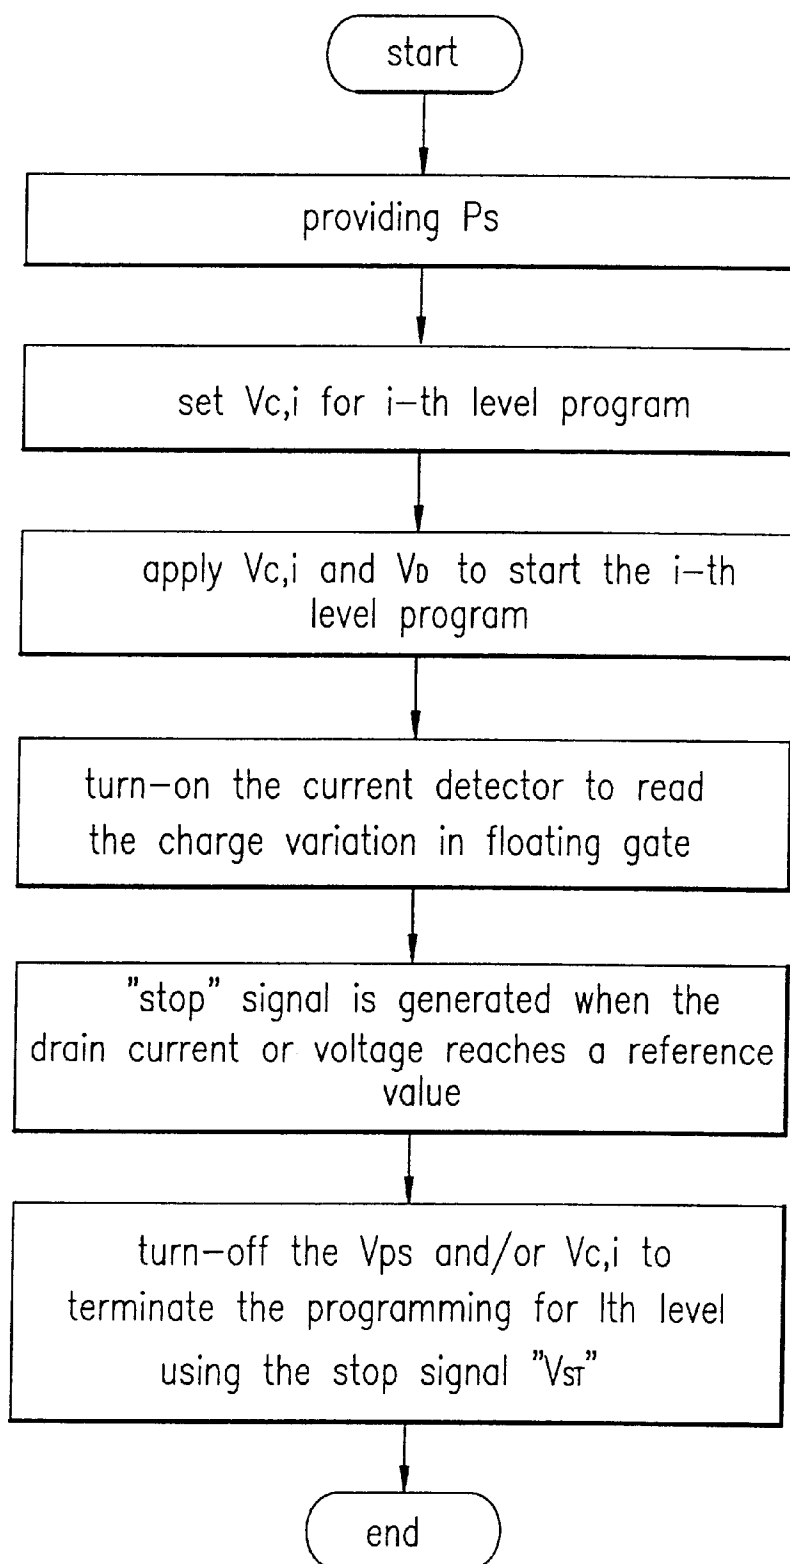 start
providing Ps
set Vc,i for i-th level program
apply Vc,i and VD to start the i-th
level program
turn-on the current detector to read
the charge variation in floating gate
"stop" signal is generated when the
drain current or voltage reaches a reference
value
turn-off the Vps and/or Vc,i to
terminate the programming for Ith level
using the stop signal "VST"
end